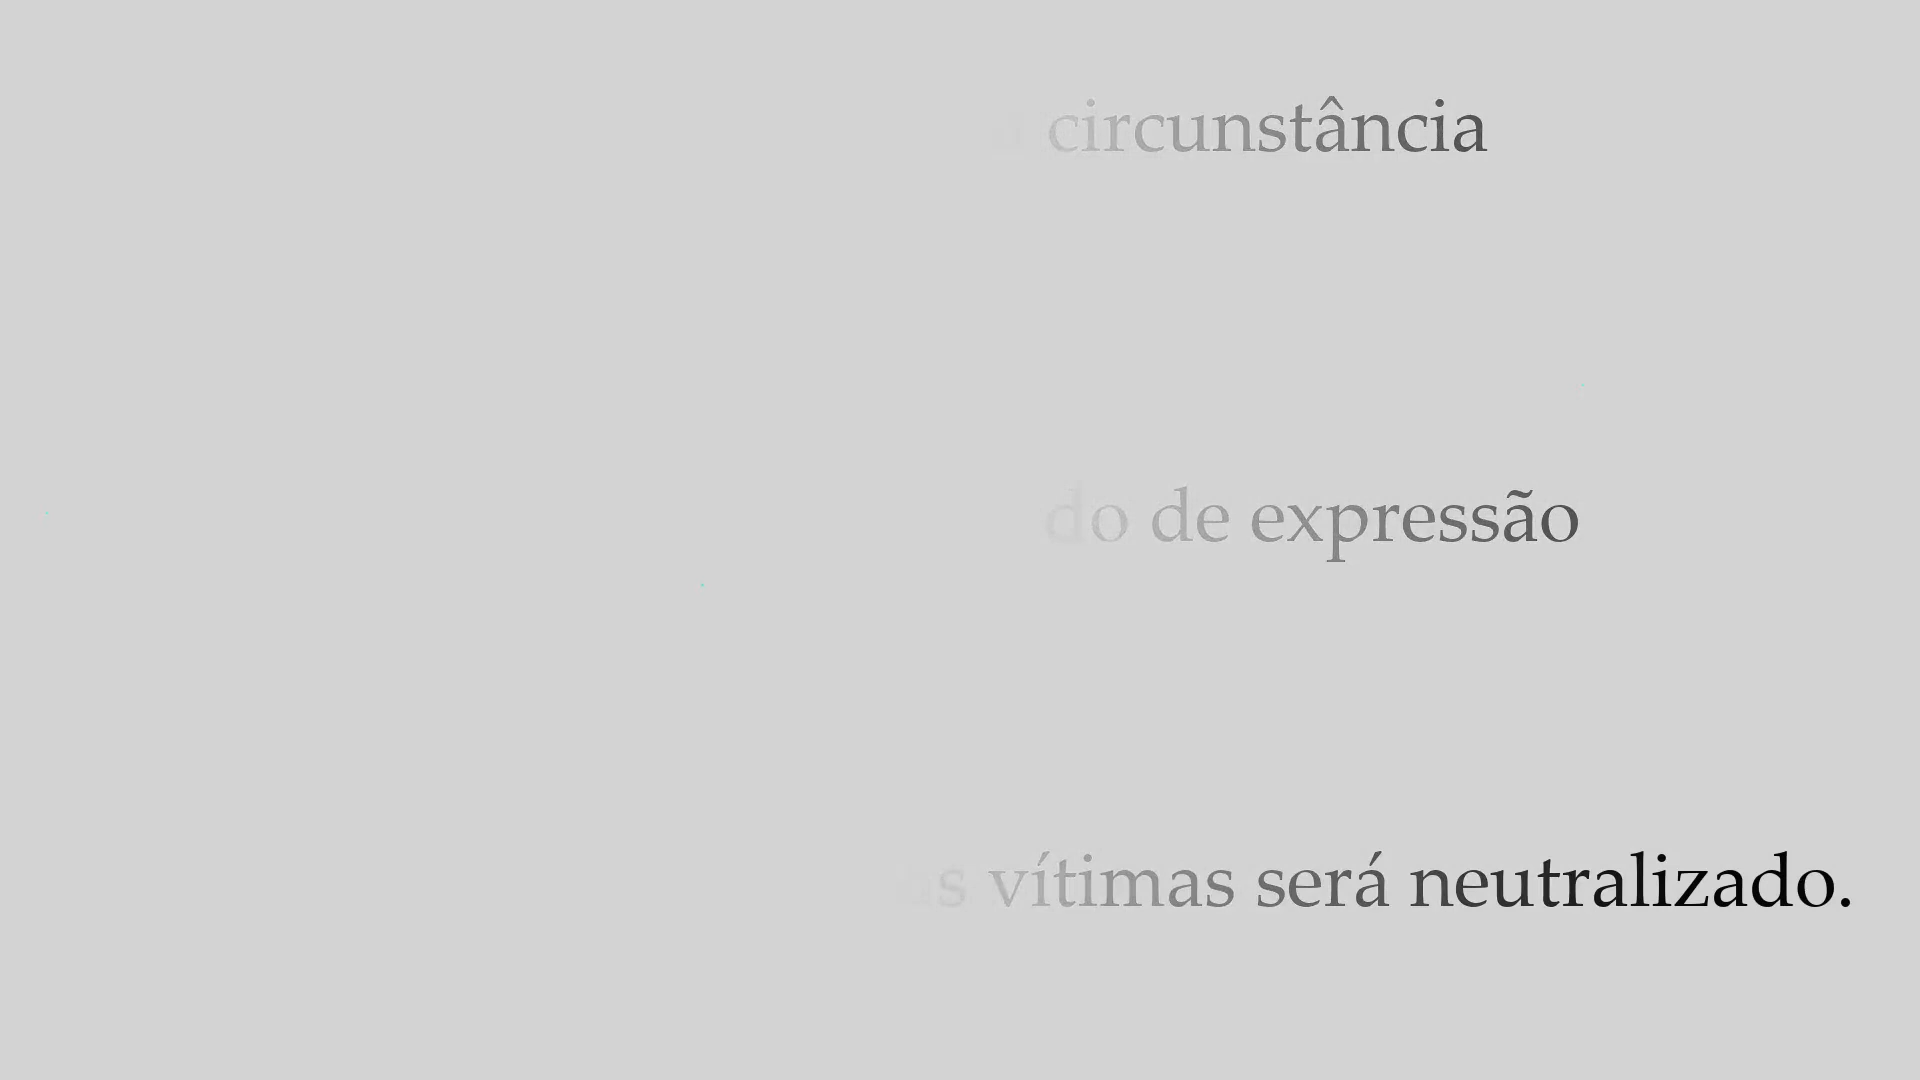 circunstância
do de expressão
vítimas será neutralizado.